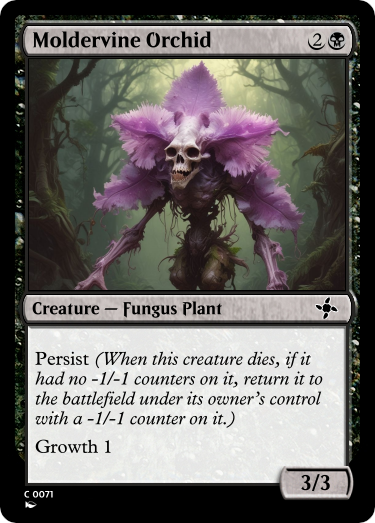 Moldervine Orchid 2
Creature — Fungus Plant
Persist (When this creature dies, if it
had no -1/-1 counters on it, return it to
the battlefield under its owner's control
with a -1/-1 counter on it.)
Growth 1
3/3
C 0071